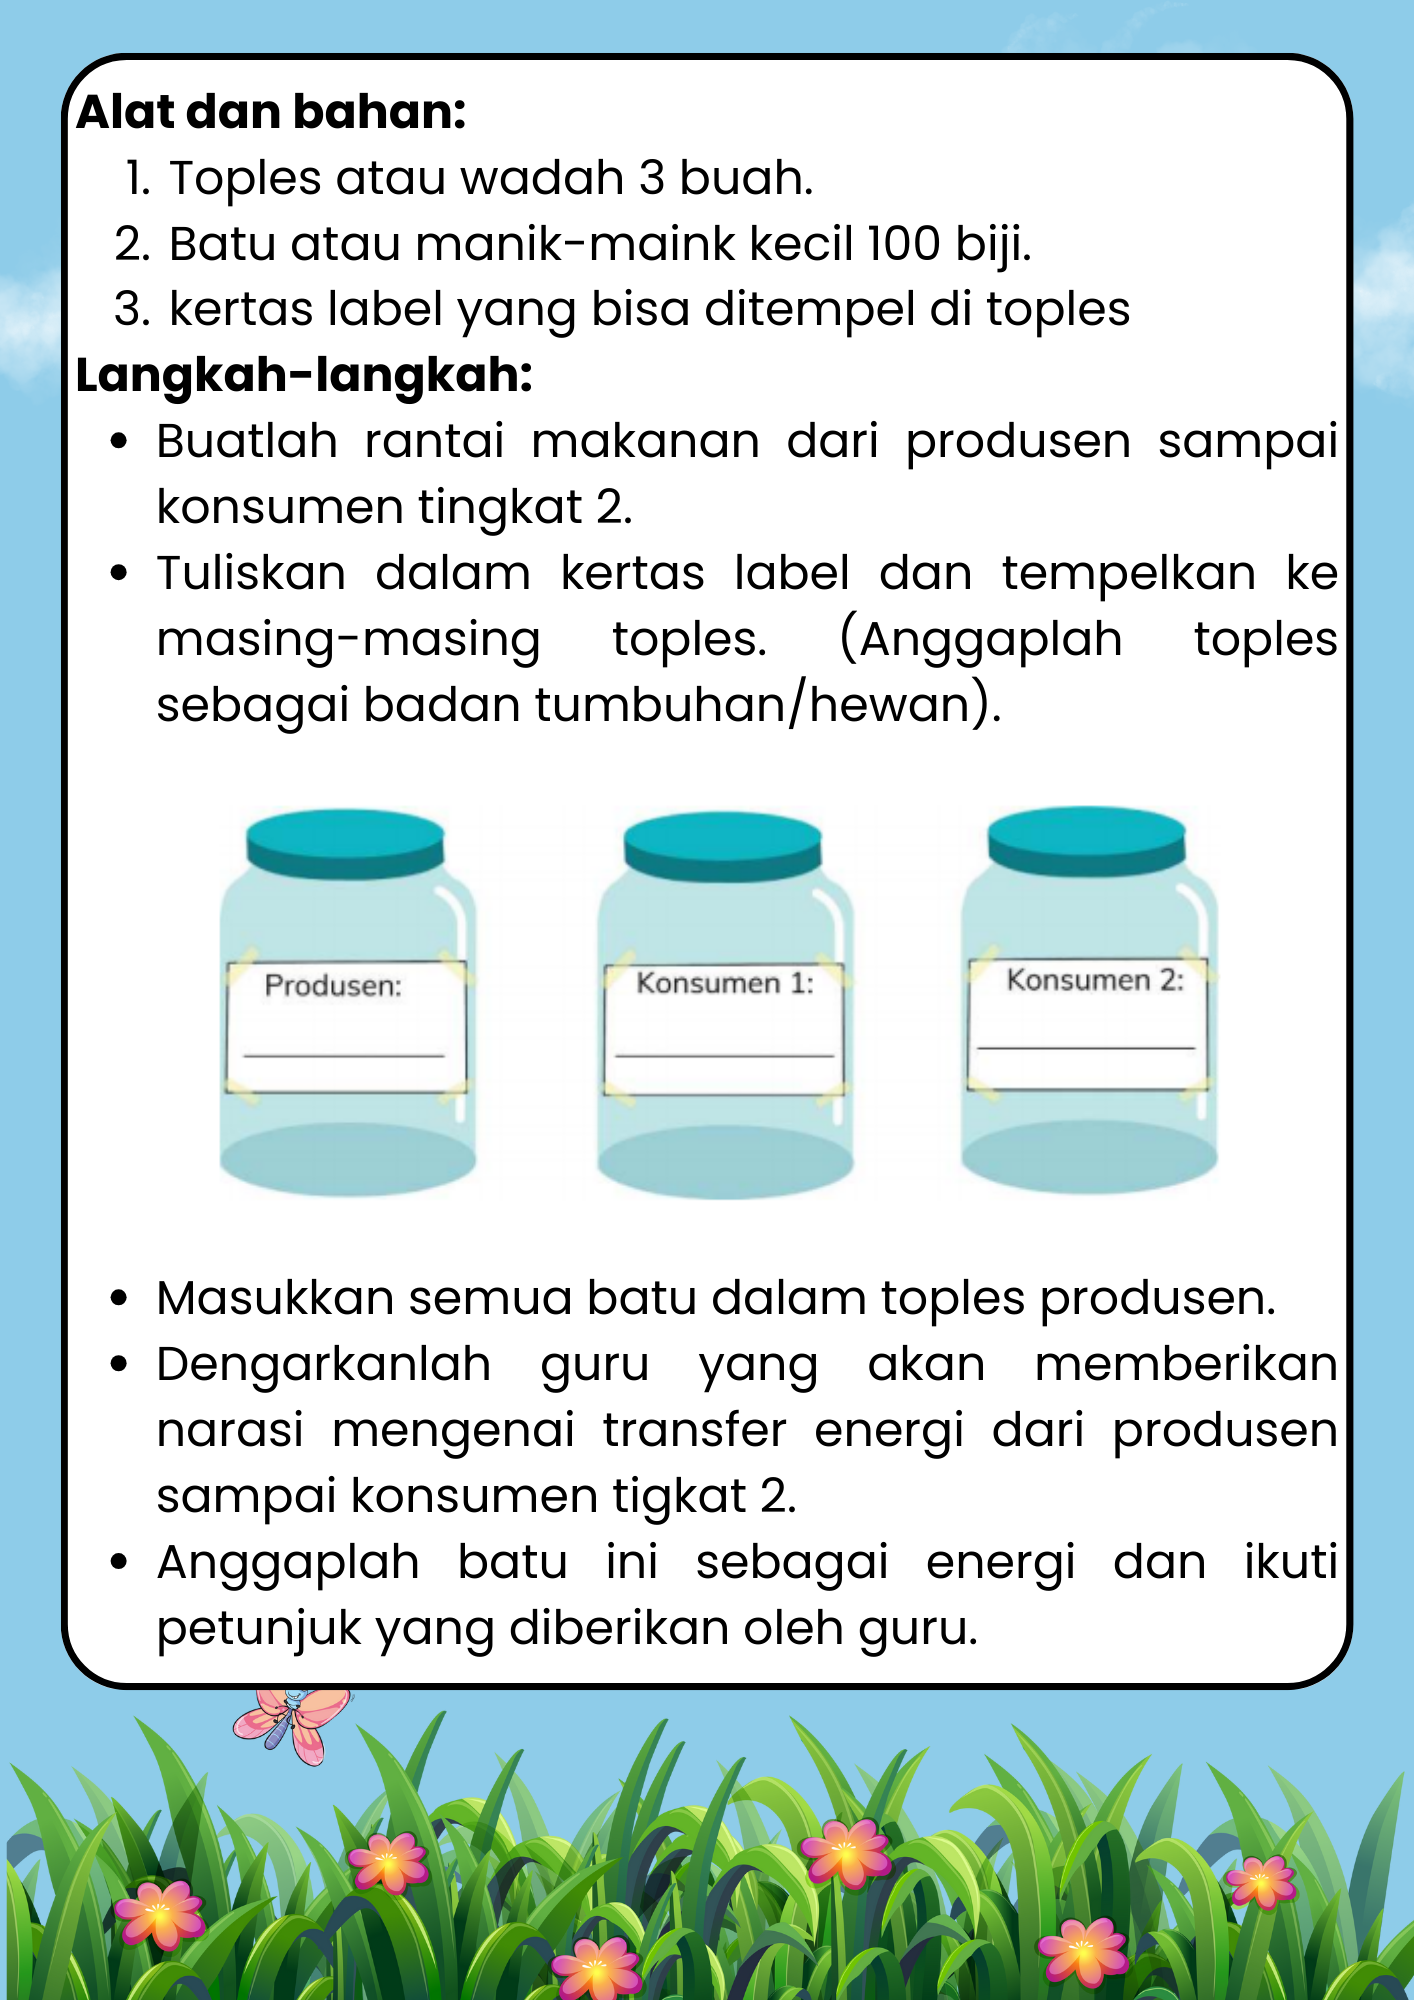 Alat dan bahan:
1. Toples atau wadah 3 buah.
2. Batu atau manik-maink kecil 100 biji.
3. kertas label yang bisa ditempel di toples
Langkah-langkah:
• Buatlah rantai makanan dari produsen sampai
konsumen tingkat 2.
• Tuliskan dalam kertas label dan tempelkan ke
masing-masing toples. (Anggaplah toples
sebagai badan tumbuhan/hewan).
Produsen:
Konsumen 1:
Konsumen 2:
• Masukkan semua batu dalam toples produsen.
• Dengarkanlah guru yang akan memberikan
narasi mengenai transfer energi dari produsen
sampai konsumen tigkat 2.
• Anggaplah batu ini sebagai energi dan ikuti
petunjuk yang diberikan oleh guru.